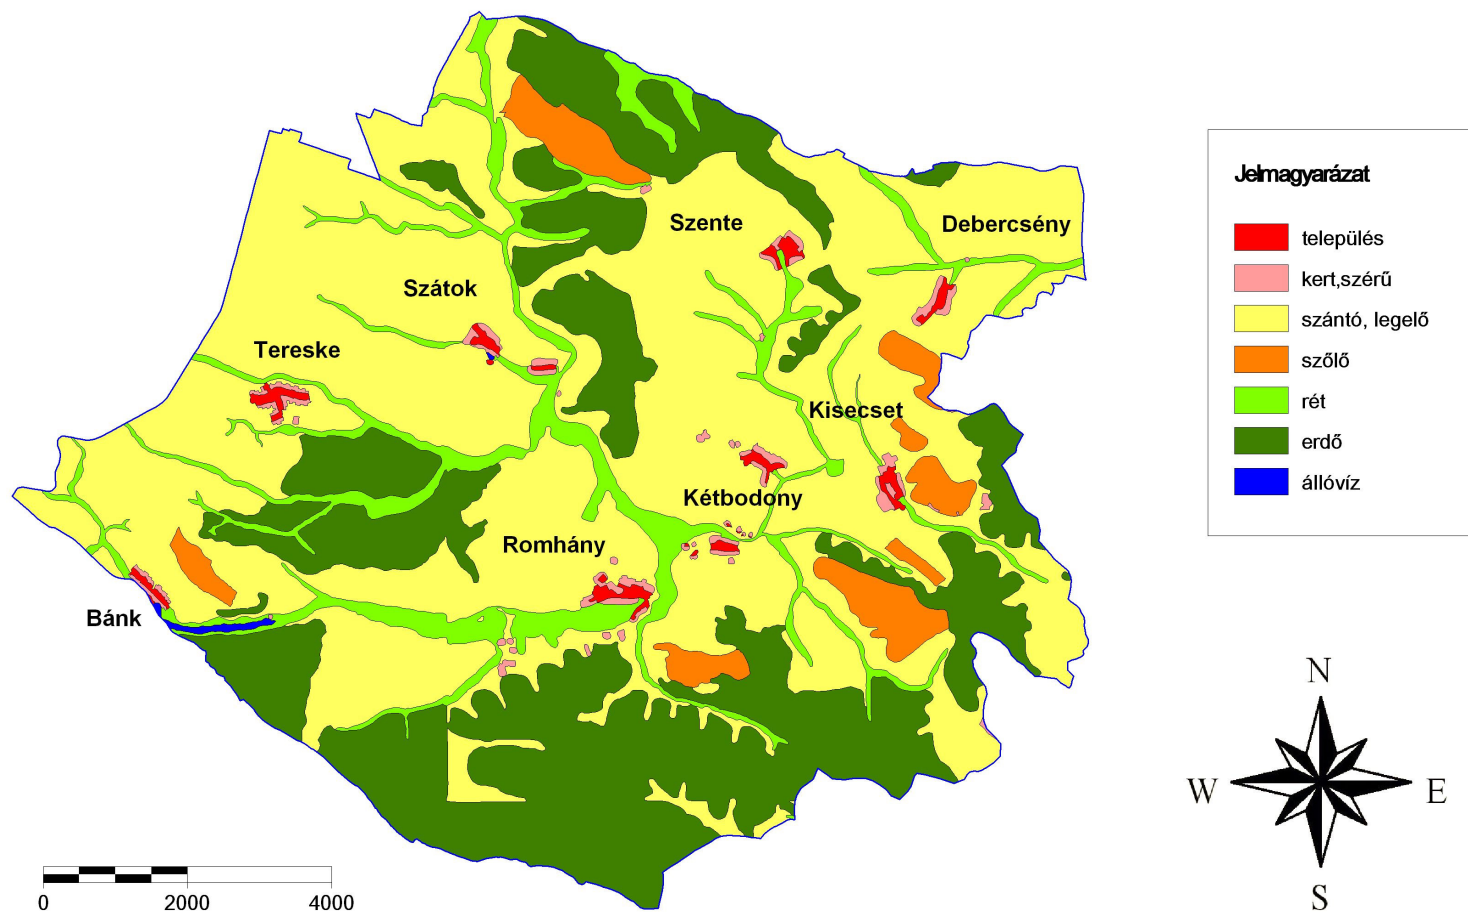 Szente
Debercsény
Szátok
Tereske
Kisecset
Kétbodony
Romhány
Bánk
Jelmagyarázat
település
kert,szérű
szántó, legelő
szőlő
rét
erdő
állóvíz
N
W E
S
0 2000 4000